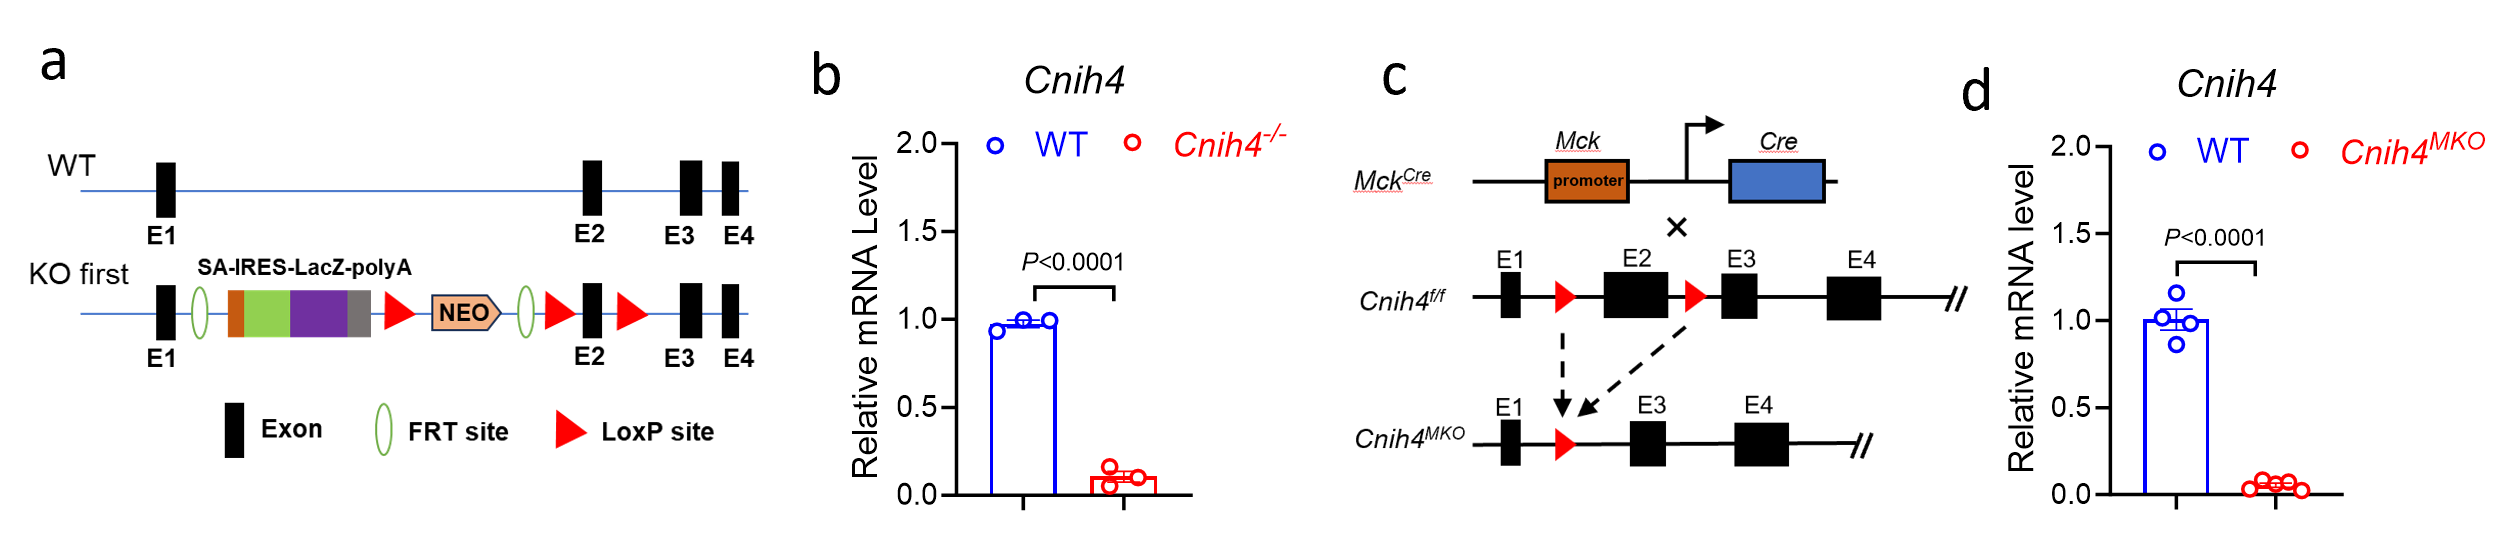 a
WT
E1
E2
E3
E4
KO first
SA-IRES-LacZ-polyA
NEO
E1
E2
E3
E4
Exon
FRT site
LoxP site
b
Cnih4
WT
Cnih4-/-
Relative mRNA Level
2.0
1.5
1.0
0.5
0.0
P<0.0001
c
Mck
Cre
MckCre
promoter
×
E1
E2
E3
E4
Cnih4f/f
E1
E3
E4
Cnih4MKO
d
Cnih4
WT
Cnih4MKO
Relative mRNA level
2.0
1.5
1.0
0.5
0.0
P<0.0001